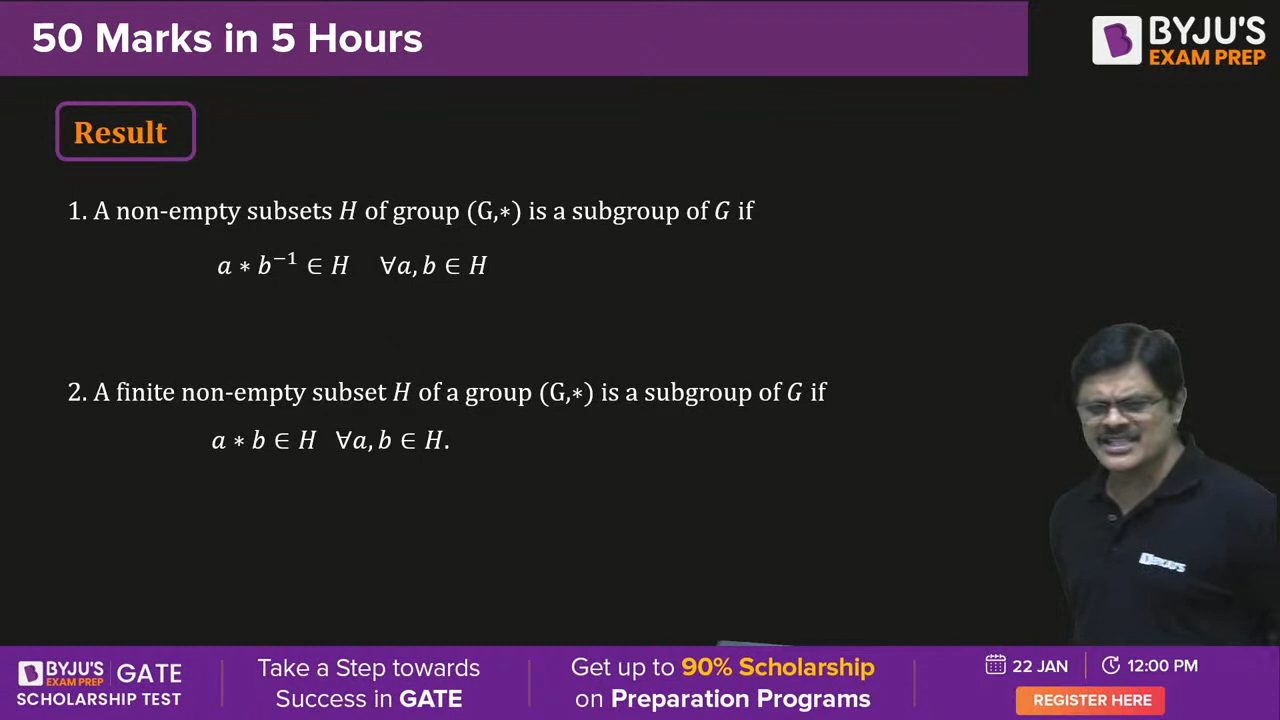 50 Marks in 5 Hours
BYJU'S
EXAM PREP
Result
1. A non-empty subsets H of group (G,∗) is a subgroup of G if
a ∗ b⁻¹ ∈ H ∀a, b ∈ H
2. A finite non-empty subset H of a group (G,∗) is a subgroup of G if
a ∗ b ∈ H ∀a, b ∈ H.
BYJU'S
BYJU'S
EXAM PREP
GATE
SCHOLARSHIP TEST
Take a Step towards
Success in GATE
Get up to 90% Scholarship
on Preparation Programs
22 JAN
12:00 PM
REGISTER HERE